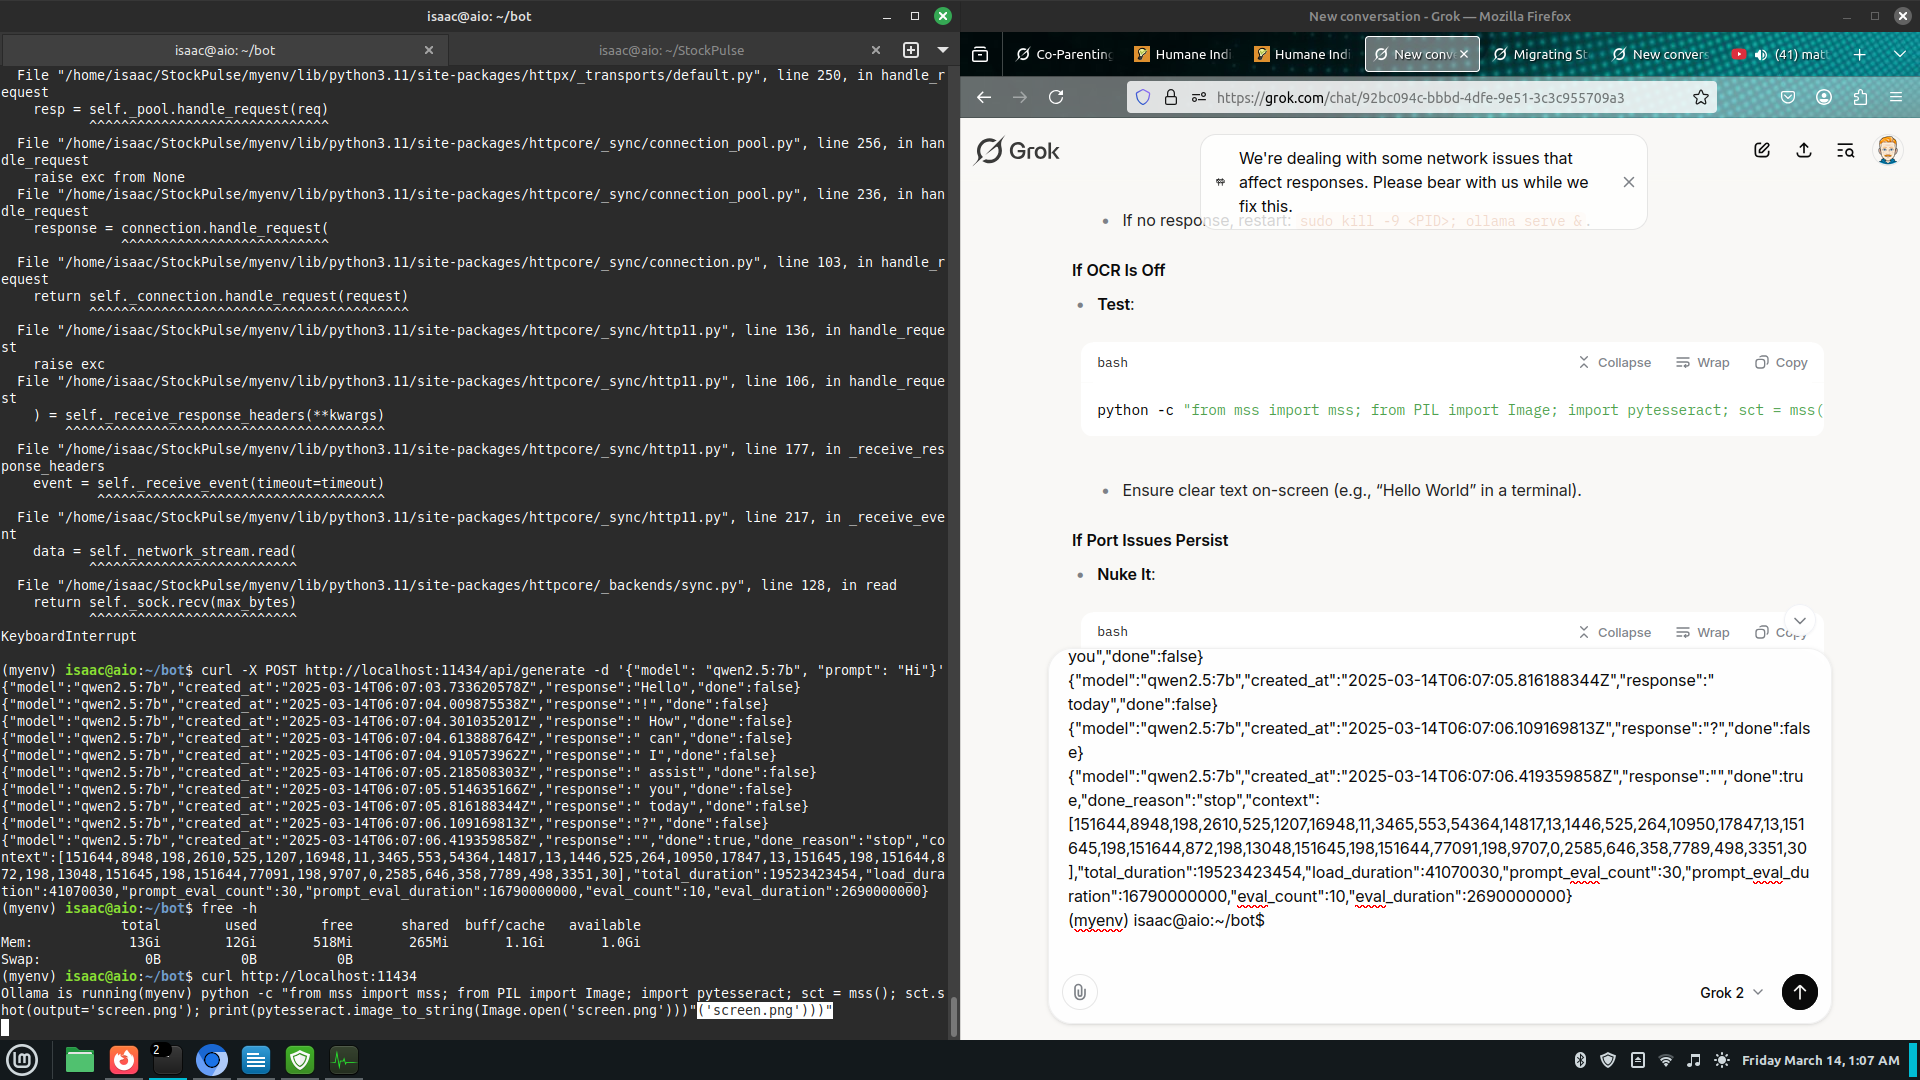 isaac@aio: ~/bot
isaac@aio: ~/bot
isaac@aio: ~/StockPulse
File "/home/isaac/StockPulse/myenv/lib/python3.11/site-packages/httpx/_transports/default.py", line 250, in handle_r
equest
resp = self._pool.handle_request(req)
^^^^^^^^^^^^^^^^^^^^^^^^^^^^^
File "/home/isaac/StockPulse/myenv/lib/python3.11/site-packages/httpcore/_sync/connection_pool.py", line 256, in han
dle_request
raise exc from None
File "/home/isaac/StockPulse/myenv/lib/python3.11/site-packages/httpcore/_sync/connection_pool.py", line 236, in han
dle_request
response = connection.handle_request(
^^^^^^^^^^^^^^^^^^^^^^^^^^
File "/home/isaac/StockPulse/myenv/lib/python3.11/site-packages/httpcore/_sync/connection.py", line 103, in handle_r
equest
return self._connection.handle_request(request)
^^^^^^^^^^^^^^^^^^^^^^^^^^^^^^^^^^^^^^^^
File "/home/isaac/StockPulse/myenv/lib/python3.11/site-packages/httpcore/_sync/http11.py", line 136, in handle_reque
st
raise exc
File "/home/isaac/StockPulse/myenv/lib/python3.11/site-packages/httpcore/_sync/http11.py", line 106, in handle_reque
st
) = self._receive_response_headers(**kwargs)
^^^^^^^^^^^^^^^^^^^^^^^^^^^^^^^^^^^^^^^^
File "/home/isaac/StockPulse/myenv/lib/python3.11/site-packages/httpcore/_sync/http11.py", line 177, in _receive_res
ponse_headers
event = self._receive_event(timeout=timeout)
^^^^^^^^^^^^^^^^^^^^^^^^^^^^^^^^^^^^
File "/home/isaac/StockPulse/myenv/lib/python3.11/site-packages/httpcore/_sync/http11.py", line 217, in _receive_eve
nt
data = self._network_stream.read(
^^^^^^^^^^^^^^^^^^^^^^^^^^
File "/home/isaac/StockPulse/myenv/lib/python3.11/site-packages/httpcore/_backends/sync.py", line 128, in read
return self._sock.recv(max_bytes)
^^^^^^^^^^^^^^^^^^^^^^^^^^
KeyboardInterrupt
(myenv) isaac@aio:~/bot$ curl -X POST http://localhost:11434/api/generate -d '{"model": "qwen2.5:7b", "prompt": "Hi"}'
{"model":"qwen2.5:7b","created_at":"2025-03-14T06:07:03.733620578Z","response":"Hello","done":false}
{"model":"qwen2.5:7b","created_at":"2025-03-14T06:07:04.009875538Z","response":"!","done":false}
{"model":"qwen2.5:7b","created_at":"2025-03-14T06:07:04.301035201Z","response":" How","done":false}
{"model":"qwen2.5:7b","created_at":"2025-03-14T06:07:04.613888764Z","response":" can","done":false}
{"model":"qwen2.5:7b","created_at":"2025-03-14T06:07:04.910573962Z","response":" I","done":false}
{"model":"qwen2.5:7b","created_at":"2025-03-14T06:07:05.218508303Z","response":" assist","done":false}
{"model":"qwen2.5:7b","created_at":"2025-03-14T06:07:05.514635166Z","response":" you","done":false}
{"model":"qwen2.5:7b","created_at":"2025-03-14T06:07:05.816188344Z","response":" today","done":false}
{"model":"qwen2.5:7b","created_at":"2025-03-14T06:07:06.109169813Z","response":"?","done":false}
{"model":"qwen2.5:7b","created_at":"2025-03-14T06:07:06.419359858Z","response":"","done":true,"done_reason":"stop","co
ntext":[151644,8948,198,2610,525,1207,16948,11,3465,553,54364,14817,13,1446,525,264,10950,17847,13,151645,198,151644,8
72,198,13048,151645,198,151644,77091,198,9707,0,2585,646,358,7789,498,3351,30],"total_duration":19523423454,"load_dura
tion":41070030,"prompt_eval_count":30,"prompt_eval_duration":16790000000,"eval_count":10,"eval_duration":2690000000}
(myenv) isaac@aio:~/bot$ free -h
total used free shared buff/cache available
Mem: 13Gi 12Gi 518Mi 265Mi 1.1Gi 1.0Gi
Swap: 0B 0B 0B
(myenv) isaac@aio:~/bot$ curl http://localhost:11434
Ollama is running(myenv) python -c "from mss import mss; from PIL import Image; import pytesseract; sct = mss(); sct.s
hot(output='screen.png'); print(pytesseract.image_to_string(Image.open('screen.png')))"('screen.png')))"
New conversation - Grok — Mozilla Firefox
Co-Parenting
Humane Indi
Humane Indi
New conv
Migrating St
New convers
(41) matt
https://grok.com/chat/92bc094c-bbbd-4dfe-9e51-3c3c955709a3
Grok
We're dealing with some network issues that
affect responses. Please bear with us while we
fix this.
If no response, restart: sudo kill -9 <PID>; ollama serve &.
If OCR Is Off
Test:
bash Collapse Wrap Copy
python -c "from mss import mss; from PIL import Image; import pytesseract; sct = mss(
Ensure clear text on-screen (e.g., “Hello World” in a terminal).
If Port Issues Persist
Nuke It:
bash Collapse Wrap Copy
you","done":false}
{"model":"qwen2.5:7b","created_at":"2025-03-14T06:07:05.816188344Z","response":"
today","done":false}
{"model":"qwen2.5:7b","created_at":"2025-03-14T06:07:06.109169813Z","response":"?","done":fals
e}
{"model":"qwen2.5:7b","created_at":"2025-03-14T06:07:06.419359858Z","response":"","done":tru
e,"done_reason":"stop","context":
[151644,8948,198,2610,525,1207,16948,11,3465,553,54364,14817,13,1446,525,264,10950,17847,13,151
645,198,151644,872,198,13048,151645,198,151644,77091,198,9707,0,2585,646,358,7789,498,3351,30
],"total_duration":19523423454,"load_duration":41070030,"prompt_eval_count":30,"prompt_eval_du
ration":16790000000,"eval_count":10,"eval_duration":2690000000}
(myenv) isaac@aio:~/bot$
Grok 2
2
Friday March 14, 1:07 AM